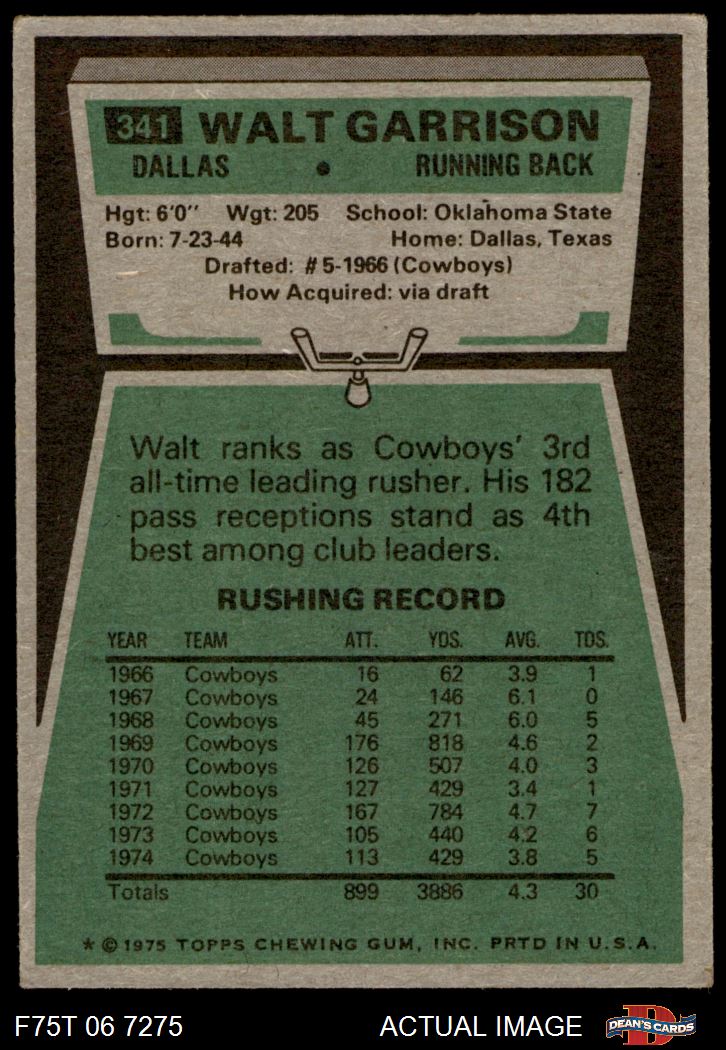 341 WALT GARRISON
DALLAS • RUNNING BACK
Hgt: 6'0'' Wgt: 205 School: Oklahoma State
Born: 7-23-44 Home: Dallas, Texas
Drafted: #5-1966 (Cowboys)
How Acquired: via draft
Walt ranks as Cowboys' 3rd
all-time leading rusher. His 182
pass receptions stand as 4th
best among club leaders.
RUSHING RECORD
YEAR TEAM ATT. YDS. AVG. TDS.
1966 Cowboys 16 62 3.9 1
1967 Cowboys 24 146 6.1 0
1968 Cowboys 45 271 6.0 5
1969 Cowboys 176 818 4.6 2
1970 Cowboys 126 507 4.0 3
1971 Cowboys 127 429 3.4 1
1972 Cowboys 167 784 4.7 7
1973 Cowboys 105 440 4.2 6
1974 Cowboys 113 429 3.8 5
Totals 899 3886 4.3 30
* © 1975 TOPPS CHEWING GUM, INC. PRTD IN U.S.A.
F75T 06 7275 ACTUAL IMAGE D DEAN'S CARDS